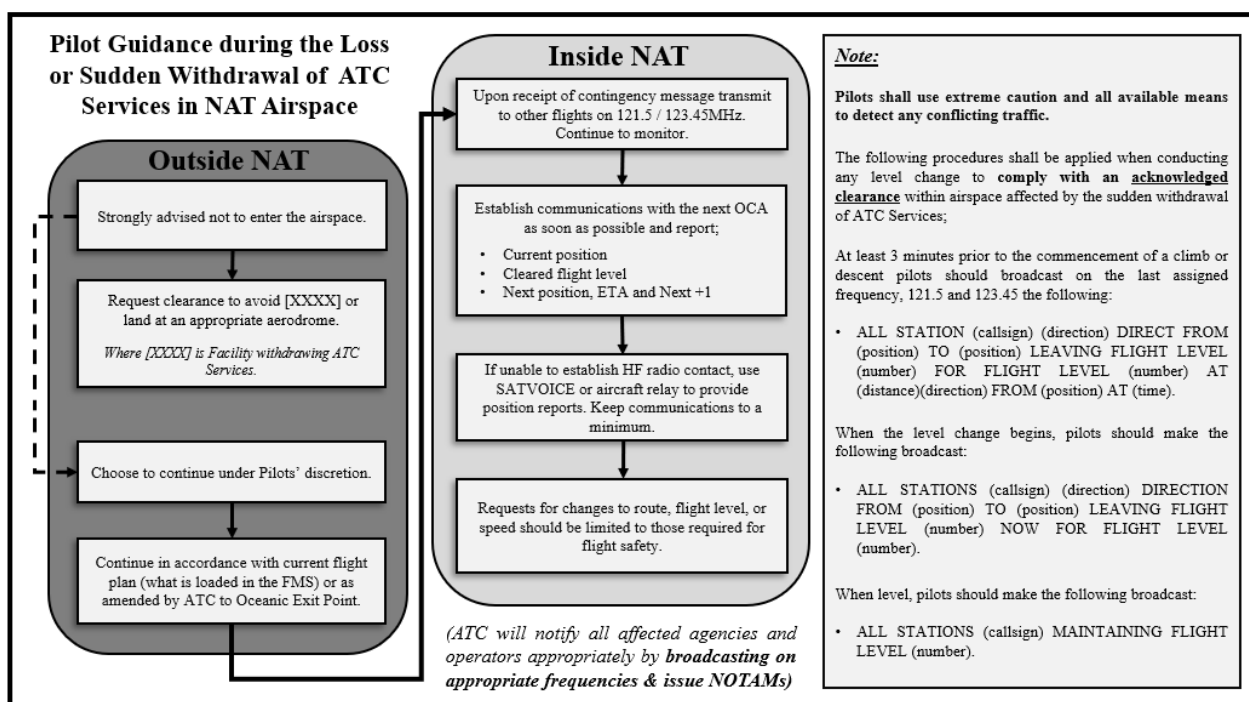 Pilot Guidance during the Loss
or Sudden Withdrawal of ATC
Services in NAT Airspace
Outside NAT
Strongly advised not to enter the airspace.
Request clearance to avoid [XXXX] or
land at an appropriate aerodrome.
Where [XXXX] is Facility withdrawing ATC
Services.
Choose to continue under Pilots’ discretion.
Continue in accordance with current flight
plan (what is loaded in the FMS) or as
amended by ATC to Oceanic Exit Point.
Inside NAT
Upon receipt of contingency message transmit
to other flights on 121.5 / 123.45MHz.
Continue to monitor.
Establish communications with the next OCA
as soon as possible and report;
• Current position
• Cleared flight level
• Next position, ETA and Next +1
If unable to establish HF radio contact, use
SATVOICE or aircraft relay to provide
position reports. Keep communications to a
minimum.
Requests for changes to route, flight level, or
speed should be limited to those required for
flight safety.
(ATC will notify all affected agencies and
operators appropriately by broadcasting on
appropriate frequencies & issue NOTAMs)
Note:
Pilots shall use extreme caution and all available means
to detect any conflicting traffic.
The following procedures shall be applied when conducting
any level change to comply with an acknowledged
clearance within airspace affected by the sudden withdrawal
of ATC Services;
At least 3 minutes prior to the commencement of a climb or
descent pilots should broadcast on the last assigned
frequency, 121.5 and 123.45 the following:
• ALL STATION (callsign) (direction) DIRECT FROM
(position) TO (position) LEAVING FLIGHT LEVEL
(number) FOR FLIGHT LEVEL (number) AT
(distance)(direction) FROM (position) AT (time).
When the level change begins, pilots should make the
following broadcast:
• ALL STATIONS (callsign) (direction) DIRECTION
FROM (position) TO (position) LEAVING FLIGHT
LEVEL (number) NOW FOR FLIGHT LEVEL
(number).
When level, pilots should make the following broadcast:
• ALL STATIONS (callsign) MAINTAINING FLIGHT
LEVEL (number).